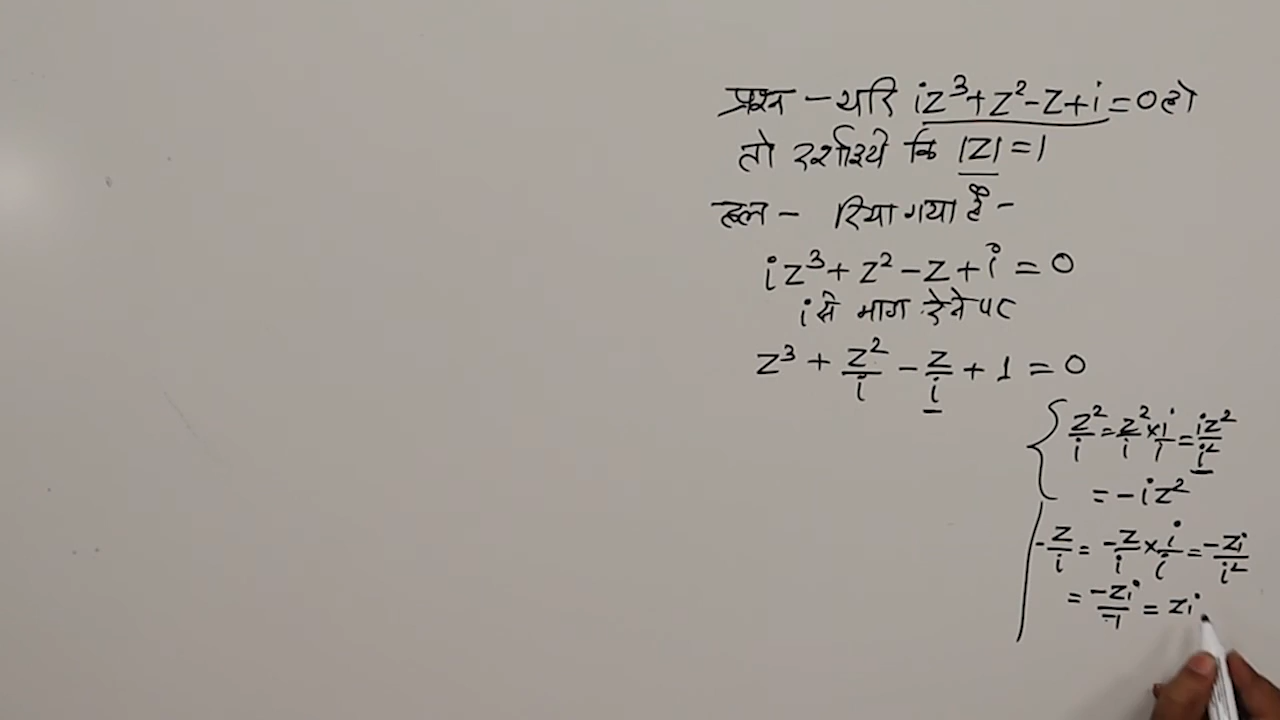 प्रश्न - यदि iz³+z²-z+i=0 हो
तो दर्शाइये कि |z|=1
हल - दिया गया है -
iz³+z²-z+i=0
i से भाग देने पर
z³ + z²/i - z/i + 1 = 0
z²/i = z²/i × i/i = iz²/i²
= -iz²
-z/i = -z/i × i/i = -zi/i²
= -zi/-1 = zi